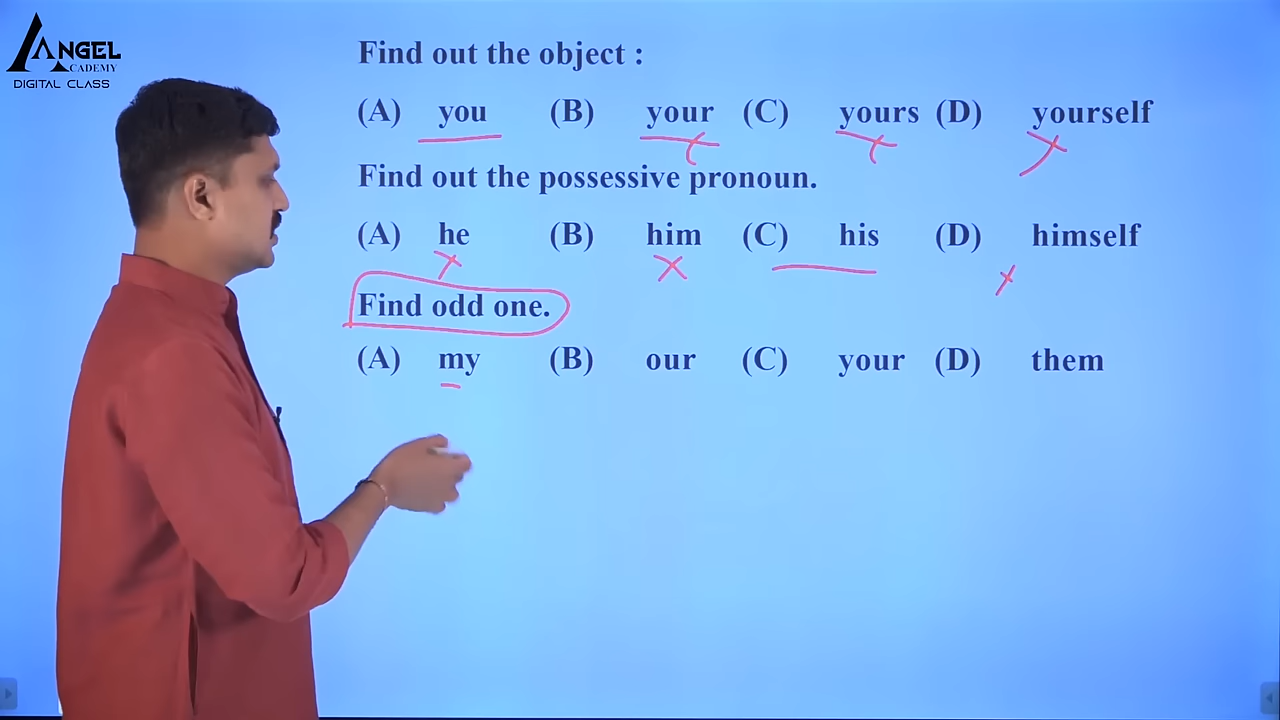 ANGEL
ACADEMY
DIGITAL CLASS
Find out the object :
(A) you (B) your (C) yours (D) yourself
Find out the possessive pronoun.
(A) he (B) him (C) his (D) himself
Find odd one.
(A) my (B) our (C) your (D) them